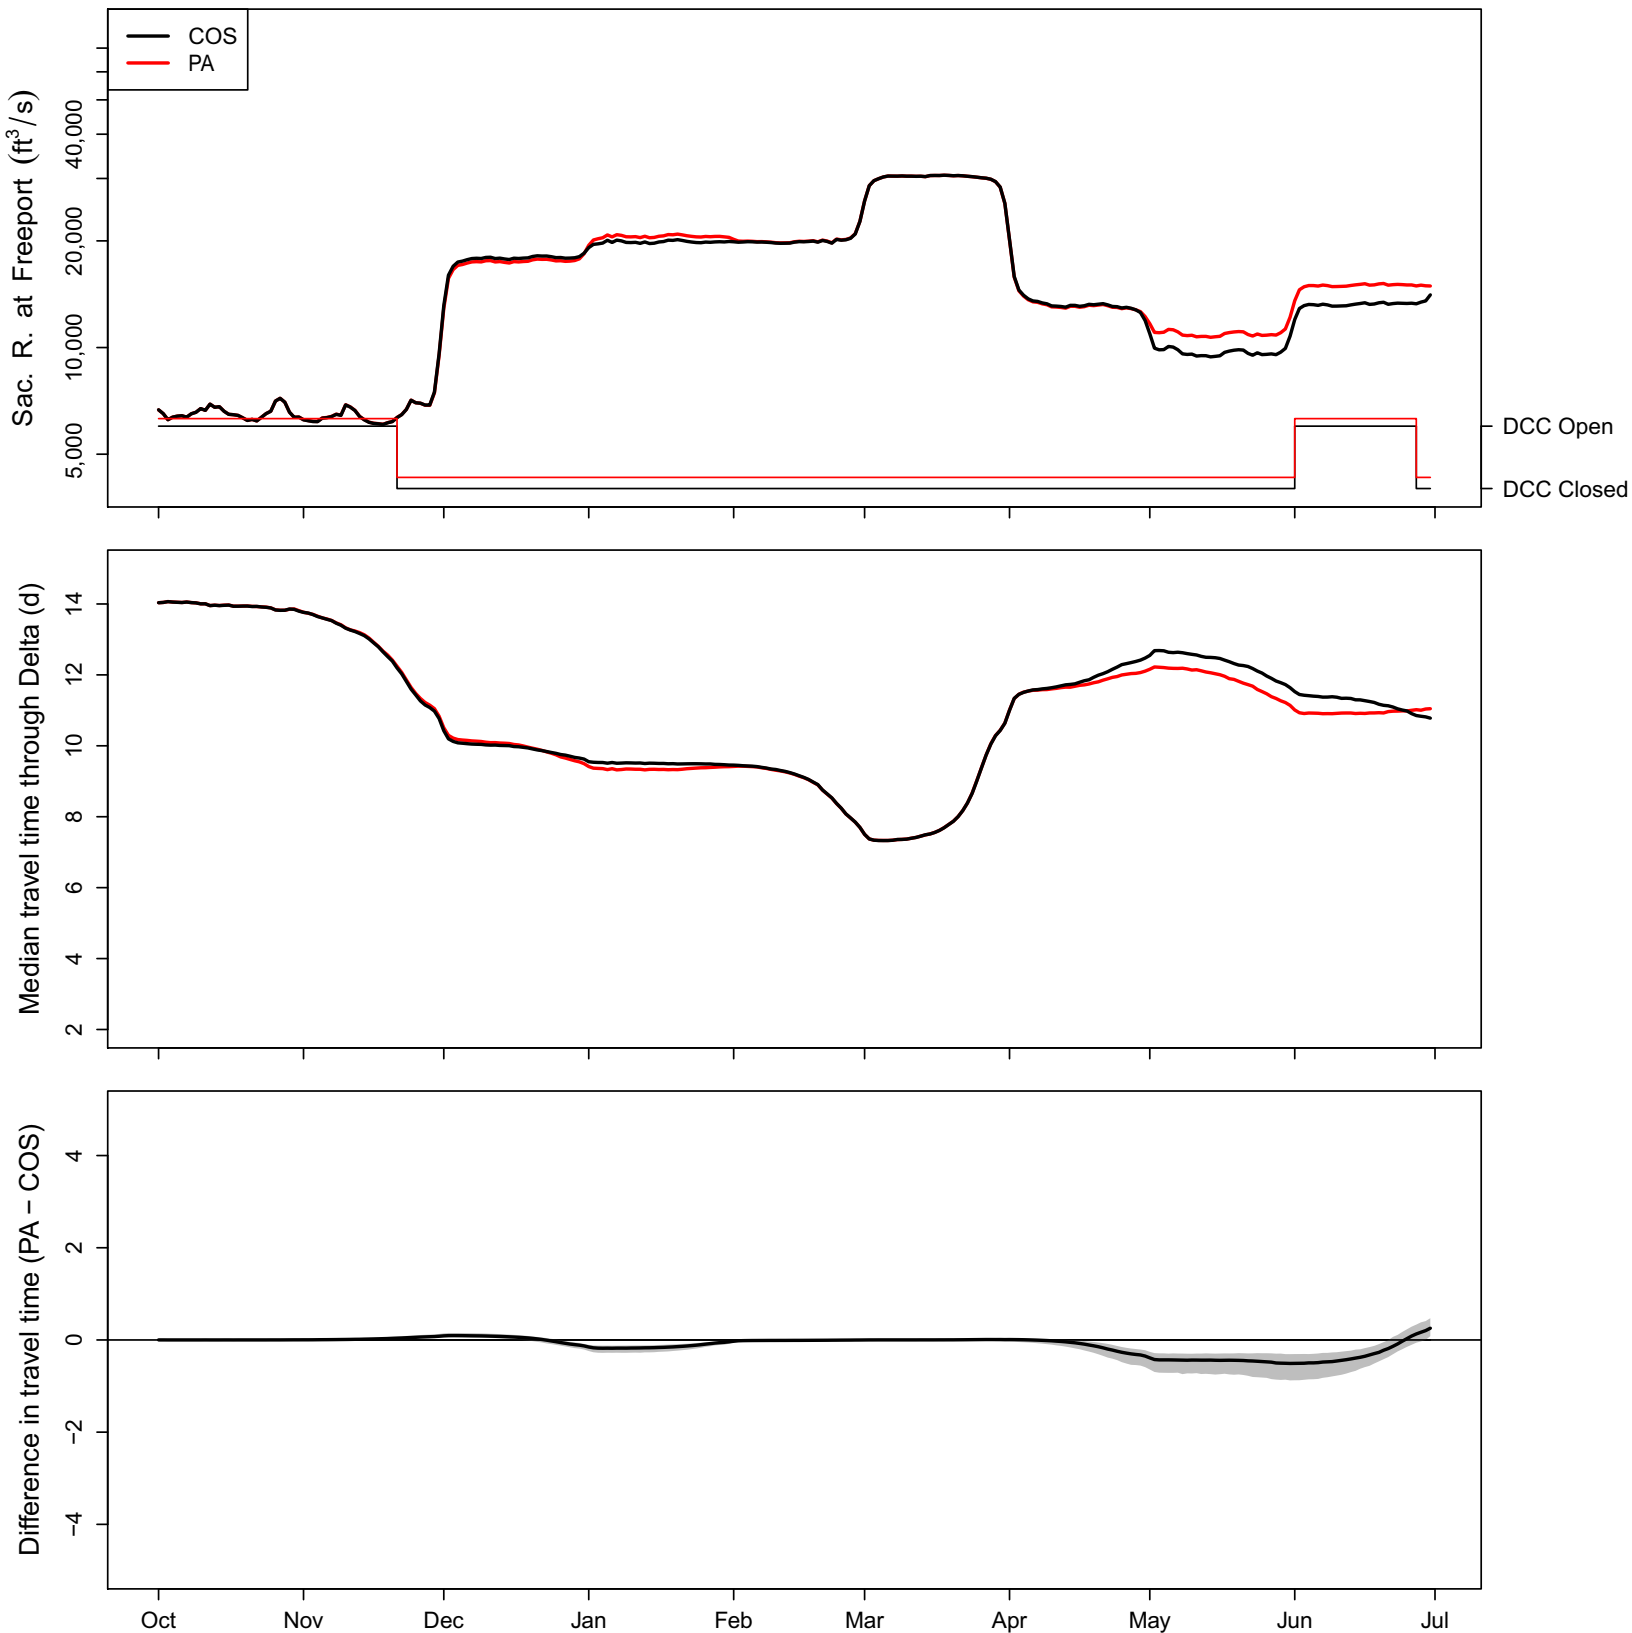 COS
PA
Sac. R. at Freeport (ft³/s)
40,000
20,000
10,000
5,000
DCC Open
DCC Closed
Median travel time through Delta (d)
14
12
10
8
6
4
2
Difference in travel time (PA − COS)
4
2
0
−2
−4
Oct Nov Dec Jan Feb Mar Apr May Jun Jul